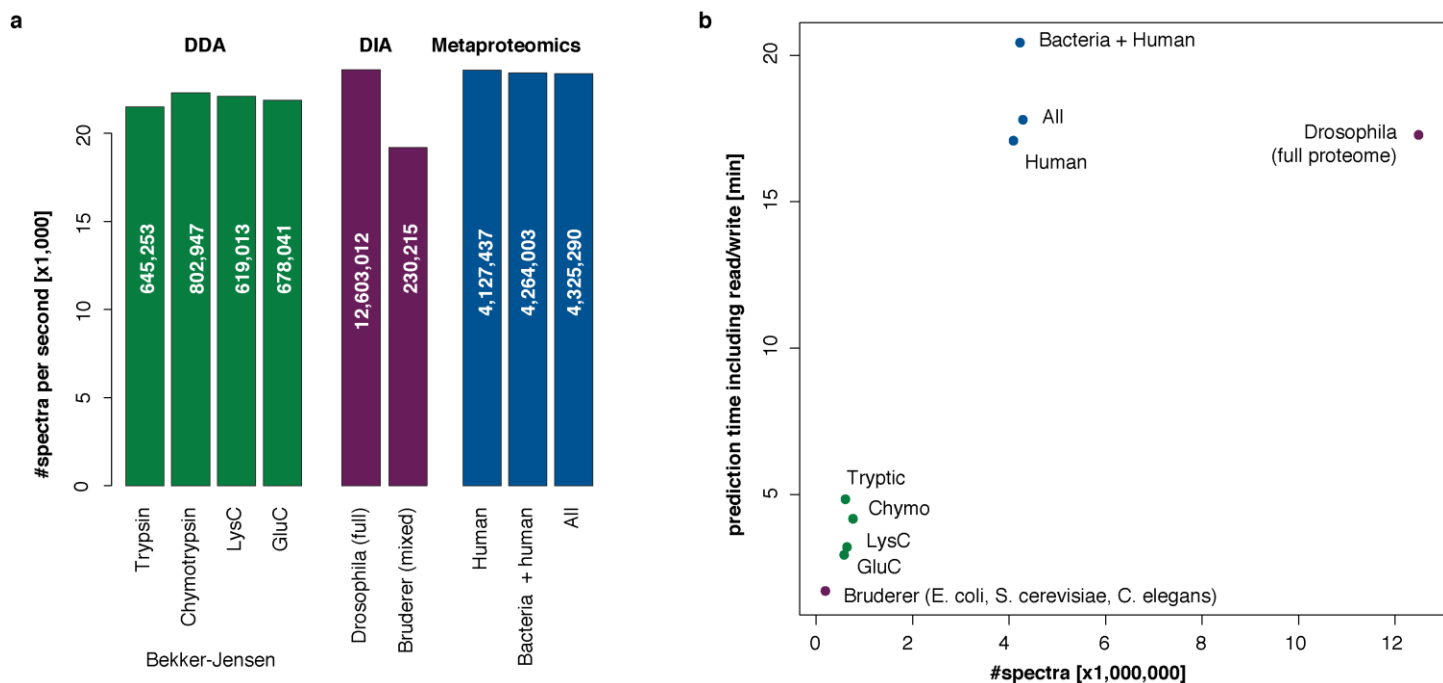 a
DDA
DIA
Metaproteomics
#spectra per second [x1,000]
0
5
10
15
20
645,253
802,947
619,013
678,041
12,603,012
230,215
4,127,437
4,264,003
4,325,290
Trypsin
Chymotrypsin
LysC
GluC
Drosophila (full)
Bruderer (mixed)
Human
Bacteria + human
All
Bekker-Jensen
b
prediction time including read/write [min]
20
15
10
5
Bacteria + Human
All
Human
Drosophila
(full proteome)
Tryptic
Chymo
LysC
GluC
Bruderer (E. coli, S. cerevisiae, C. elegans)
0
2
4
6
8
10
12
#spectra [x1,000,000]